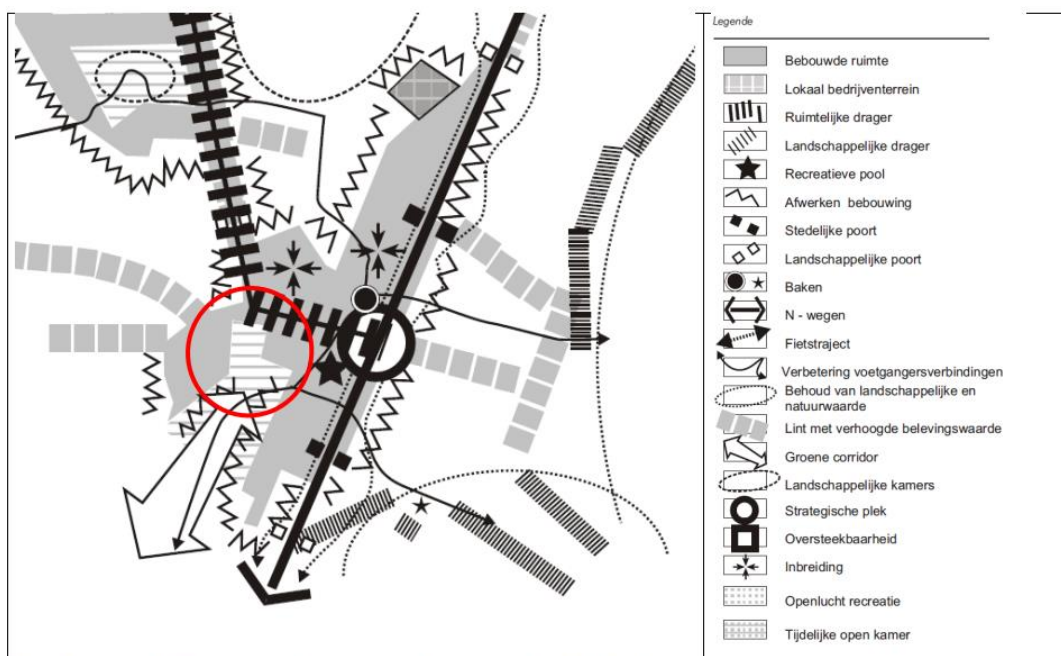 Legende
Bebouwde ruimte
Lokaal bedrijventerrein
Ruimtelijke drager
Landschappelijke drager
Recreatieve pool
Afwerken bebouwing
Stedelijke poort
Landschappelijke poort
Baken
N - wegen
Fietstraject
Verbetering voetgangersverbindingen
Behoud van landschappelijke en
natuurwaarde
Lint met verhoogde belevingswaarde
Groene corridor
Landschappelijke kamers
Strategische plek
Oversteekbaarheid
Inbreiding
Openlucht recreatie
Tijdelijke open kamer